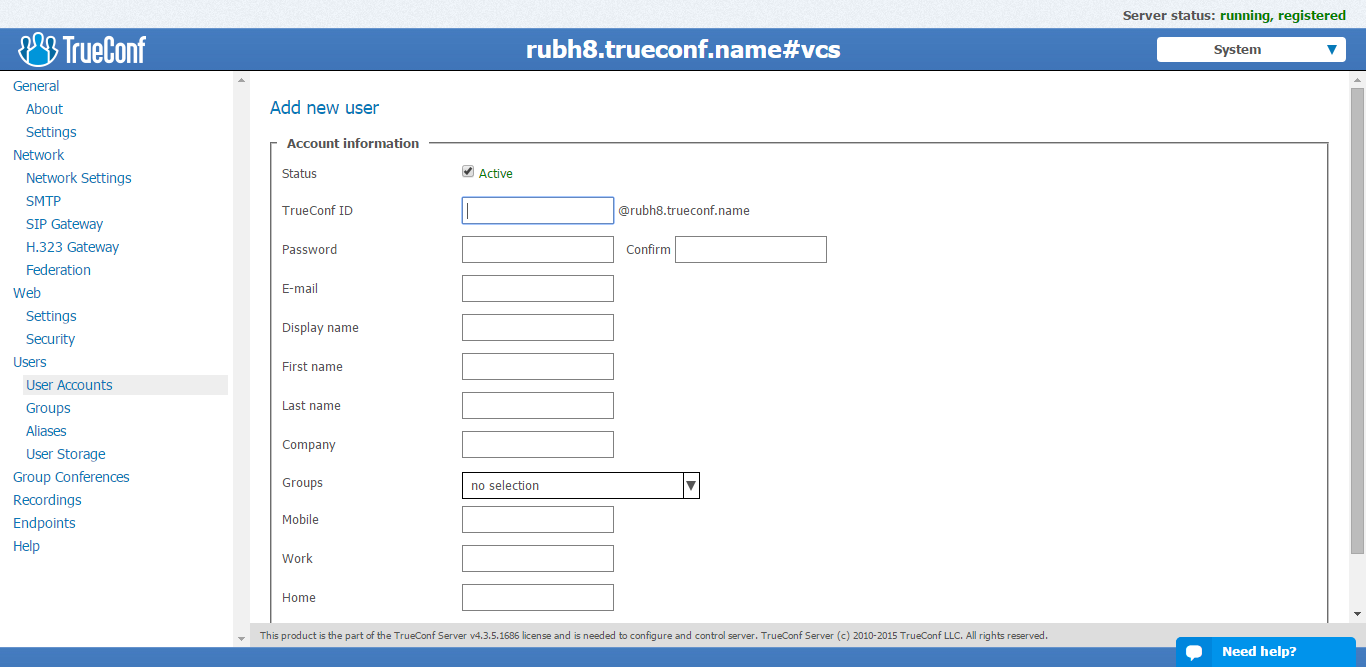 Server status: running, registered
TrueConf
rubh8.trueconf.name#vcs
System
General
About
Settings
Network
Network Settings
SMTP
SIP Gateway
H.323 Gateway
Federation
Web
Settings
Security
Users
User Accounts
Groups
Aliases
User Storage
Group Conferences
Recordings
Endpoints
Help
Add new user
Account information
Status Active
TrueConf ID @rubh8.trueconf.name
Password Confirm
E-mail
Display name
First name
Last name
Company
Groups no selection
Mobile
Work
Home
This product is the part of the TrueConf Server v4.3.5.1686 license and is needed to configure and control server. TrueConf Server (c) 2010-2015 TrueConf LLC. All rights reserved.
Need help?